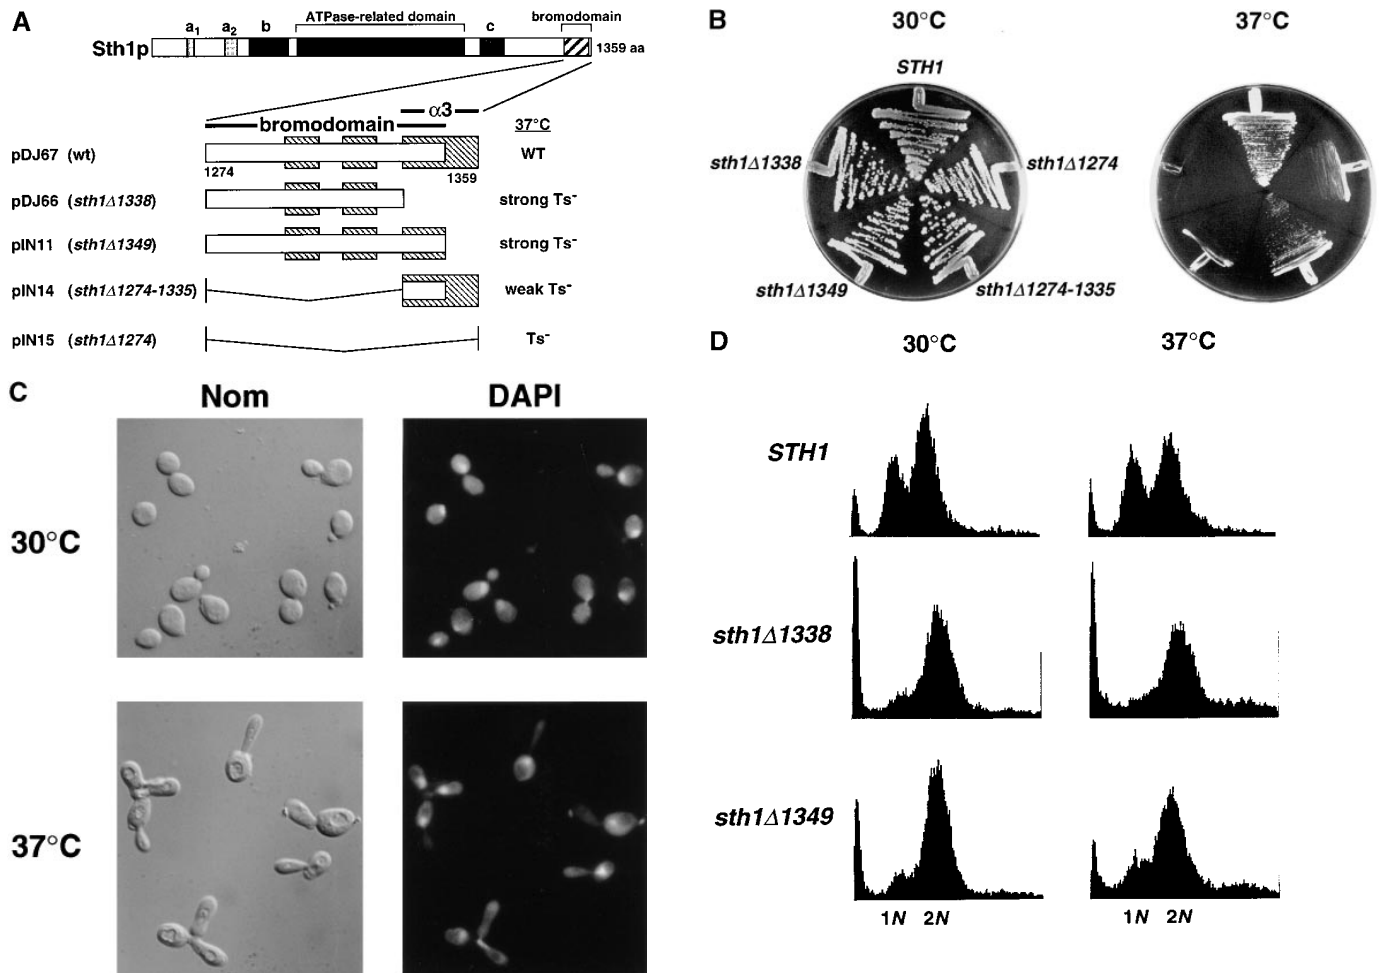 A
ATPase-related domain
bromodomain
a1 a2 b c
Sth1p
1359 aa
α3
bromodomain
37°C
pDJ67 (wt)
WT
1274
1359
pDJ66 (sth1Δ1338)
strong Ts-
pIN11 (sth1Δ1349)
strong Ts-
pIN14 (sth1Δ1274-1335)
weak Ts-
pIN15 (sth1Δ1274)
Ts-
B
30°C
37°C
STH1
sth1Δ1338
sth1Δ1274
sth1Δ1349
sth1Δ1274-1335
C
Nom
DAPI
30°C
37°C
D
30°C
37°C
STH1
sth1Δ1338
sth1Δ1349
1N 2N
1N 2N